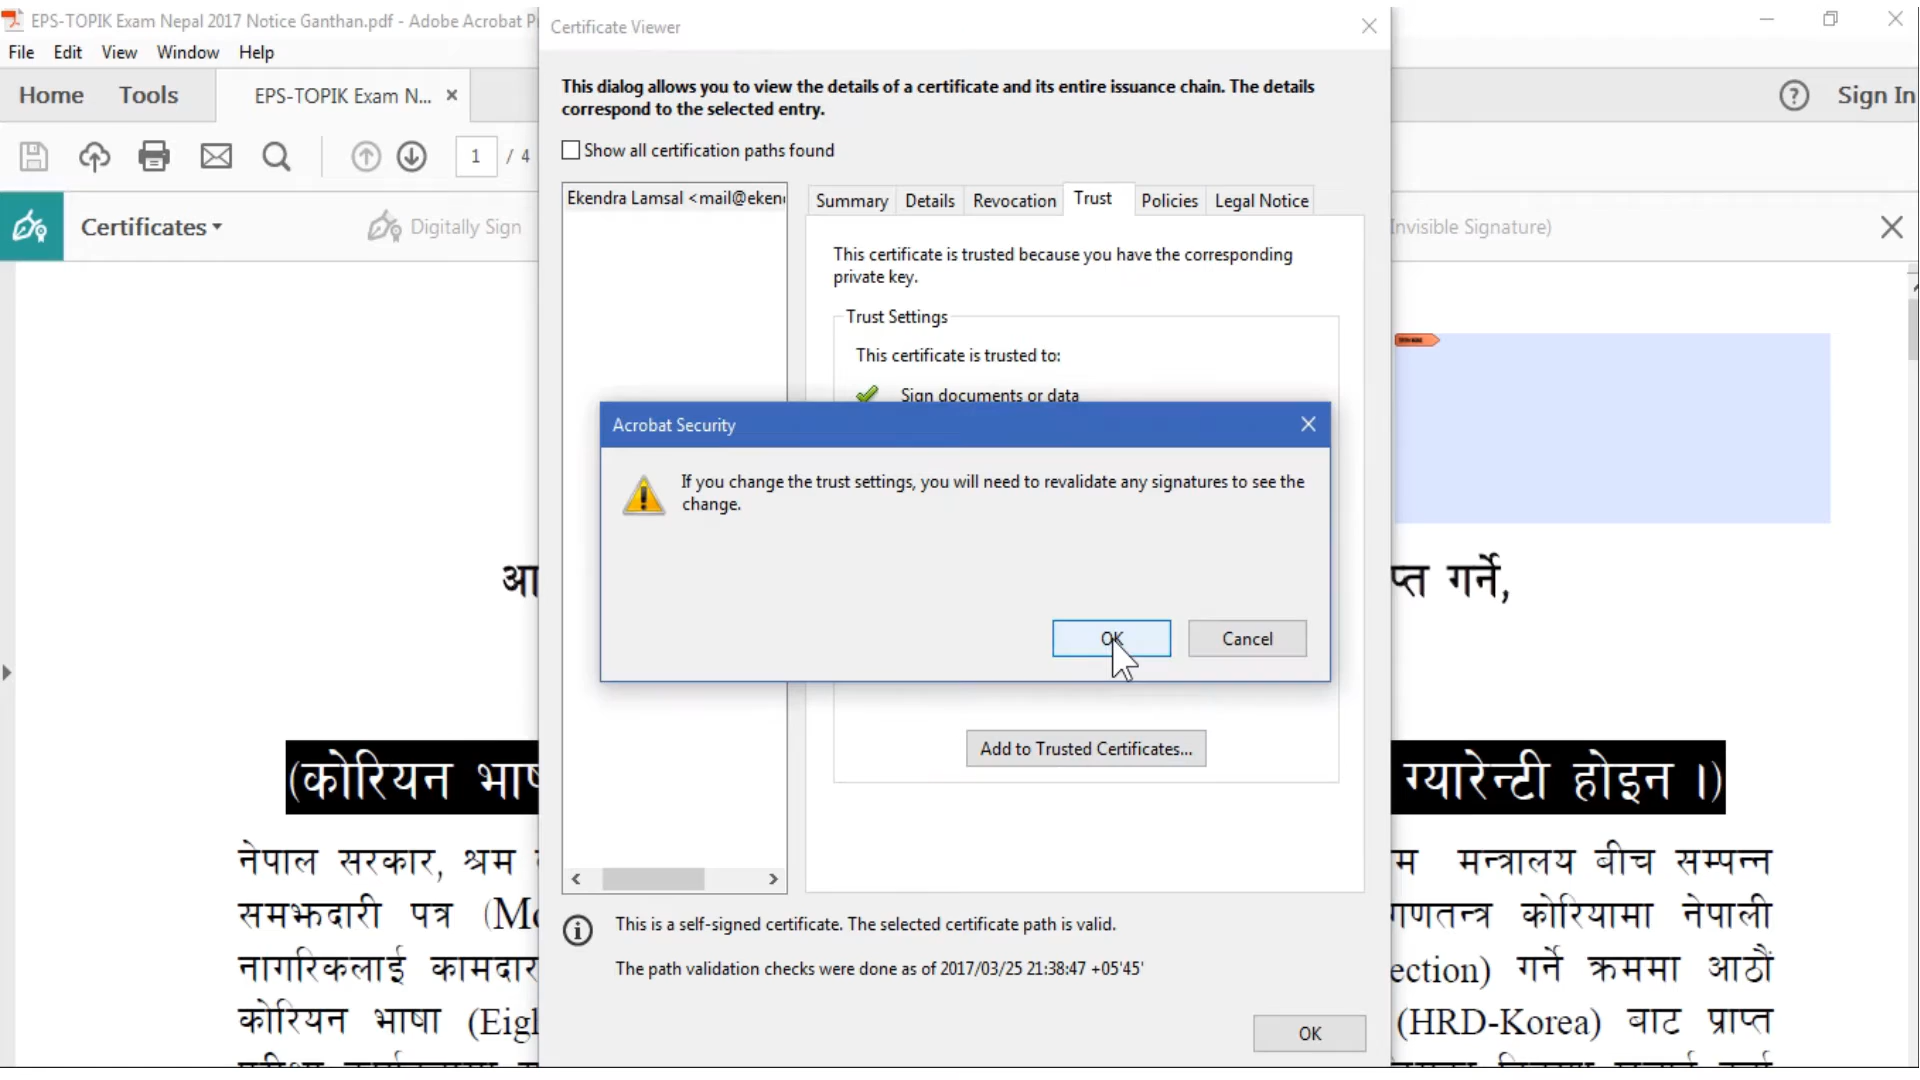 EPS-TOPIK Exam Nepal 2017 Notice Ganthan.pdf - Adobe Acrobat P
Certificate Viewer
File Edit View Window Help
Home Tools EPS-TOPIK Exam N... ×
Sign In
This dialog allows you to view the details of a certificate and its entire issuance chain. The details
correspond to the selected entry.
Show all certification paths found
1 / 4
Ekendra Lamsal <mail@eken
Summary Details Revocation Trust Policies Legal Notice
Certificates
Digitally Sign
Invisible Signature)
This certificate is trusted because you have the corresponding
private key.
Trust Settings
This certificate is trusted to:
Sign documents or data
Acrobat Security
If you change the trust settings, you will need to revalidate any signatures to see the
change.
OK Cancel
Add to Trusted Certificates...
आ
प्त गर्ने,
(कोरियन भाष
ग्यारेन्टी होइन ।)
नेपाल सरकार, श्रम
म मन्त्रालय बीच सम्पन्न
समझदारी पत्र (Mo
गणतन्त्र कोरियामा नेपाली
नागरिकलाई कामदार
ection) गर्ने क्रममा आठौं
कोरियन भाषा (Eigh
(HRD-Korea) बाट प्राप्त
This is a self-signed certificate. The selected certificate path is valid.
The path validation checks were done as of 2017/03/25 21:38:47 +05'45'
OK